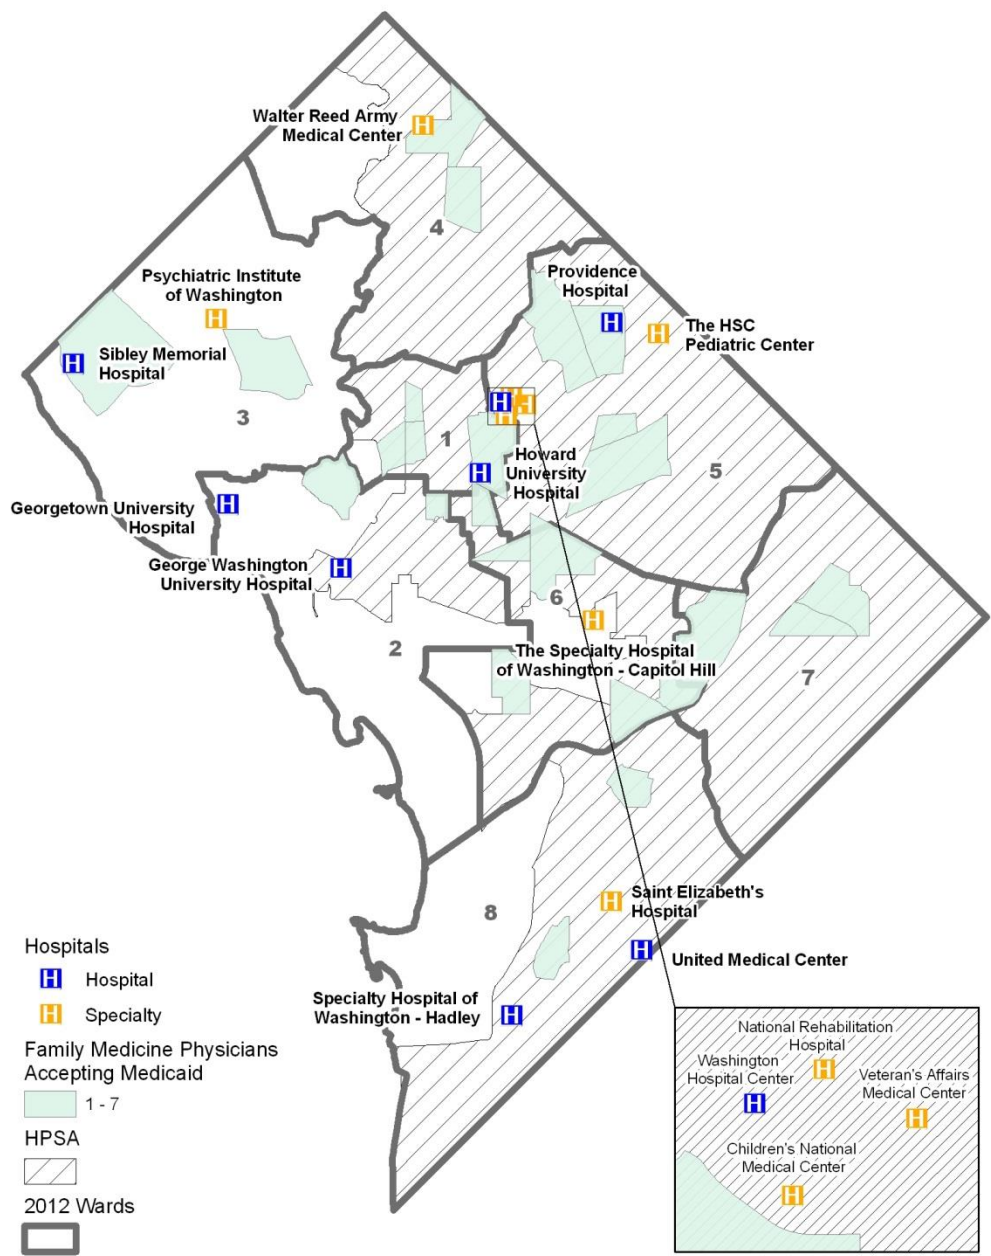 Walter Reed Army
Medical Center
H
4
Providence
Hospital
Psychiatric Institute
of Washington
H
H
H
The HSC
Pediatric Center
H
Sibley Memorial
Hospital
3
H
H
1
Howard
University
Hospital
H
5
Georgetown University
Hospital
H
George Washington
University Hospital
H
6
H
2
The Specialty Hospital
of Washington - Capitol Hill
7
8
H
Saint Elizabeth's
Hospital
H
United Medical Center
Specialty Hospital of
Washington - Hadley
H
Hospitals
H Hospital
H Specialty
Family Medicine Physicians
Accepting Medicaid
1 - 7
HPSA
2012 Wards
National Rehabilitation
Hospital
H
Washington
Hospital Center
H
Veteran's Affairs
Medical Center
H
Children's National
Medical Center
H